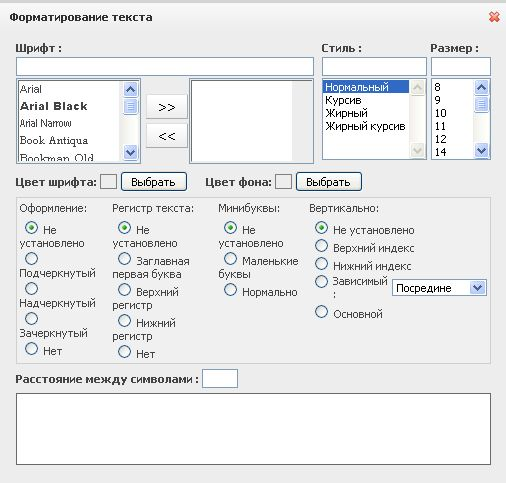 Форматирование текста
Шрифт : Стиль : Размер :
Arial
Arial Black
Arial Narrow
Book Antiqua
Bookman Old
>>
<<
Нормальный
Курсив
Жирный
Жирный курсив
8
9
10
11
12
14
Цвет шрифта: Выбрать Цвет фона: Выбрать
Оформление:
Не
установлено
Подчеркнутый
Надчеркнутый
Зачеркнутый
Нет
Регистр текста:
Не
установлено
Заглавная
первая буква
Верхний
регистр
Нижний
регистр
Нет
Минибуквы:
Не
установлено
Маленькие
буквы
Нормально
Вертикально:
Не установлено
Верхний индекс
Нижний индекс
Зависимый
: Посредине
Основной
Расстояние между символами :